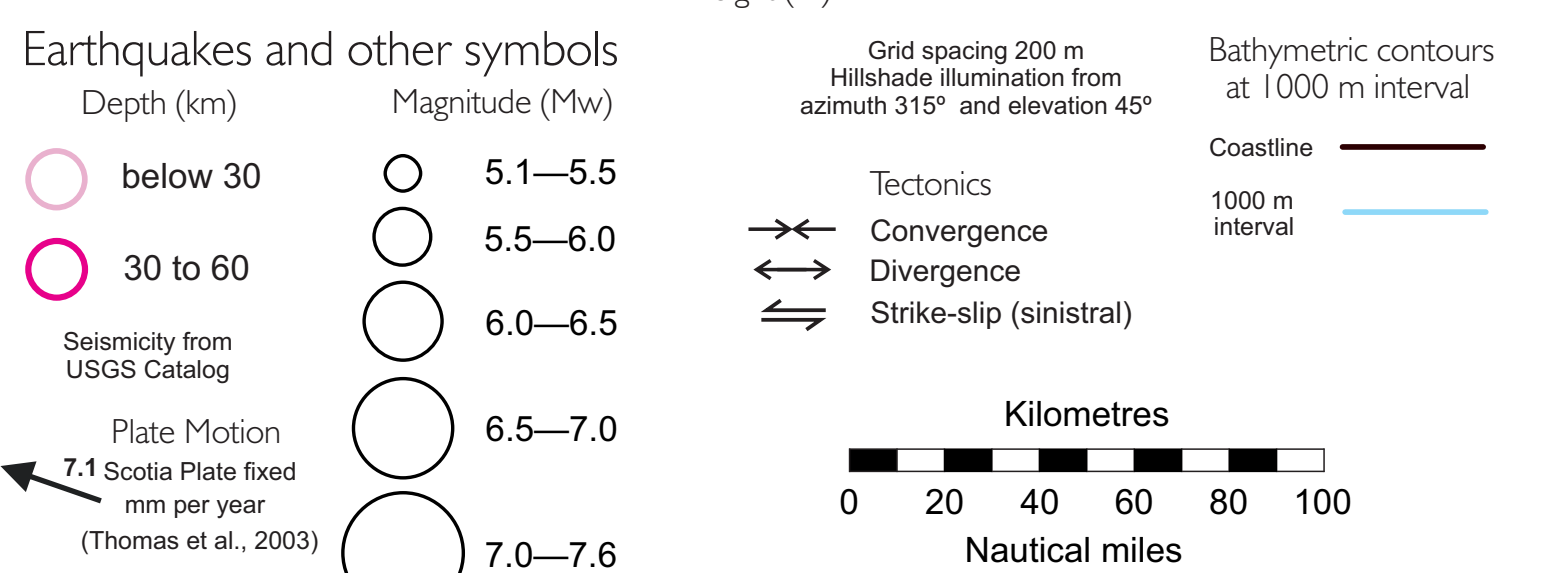 Earthquakes and other symbols
Depth (km)
below 30
30 to 60
Seismicity from
USGS Catalog
Plate Motion
7.1 Scotia Plate fixed
mm per year
(Thomas et al., 2003)
Magnitude (Mw)
5.1—5.5
5.5—6.0
6.0—6.5
6.5—7.0
7.0—7.6
Grid spacing 200 m
Hillshade illumination from
azimuth 315º and elevation 45º
Tectonics
Convergence
Divergence
Strike-slip (sinistral)
Bathymetric contours
at 1000 m interval
Coastline
1000 m
interval
Kilometres
0 20 40 60 80 100
Nautical miles